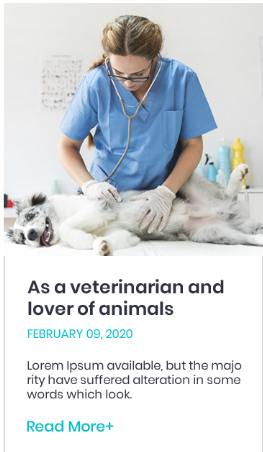 As a veterinarian and
lover of animals
FEBRUARY 09, 2020
Lorem Ipsum available, but the majo
rity have suffered alteration in some
words which look.
Read More+